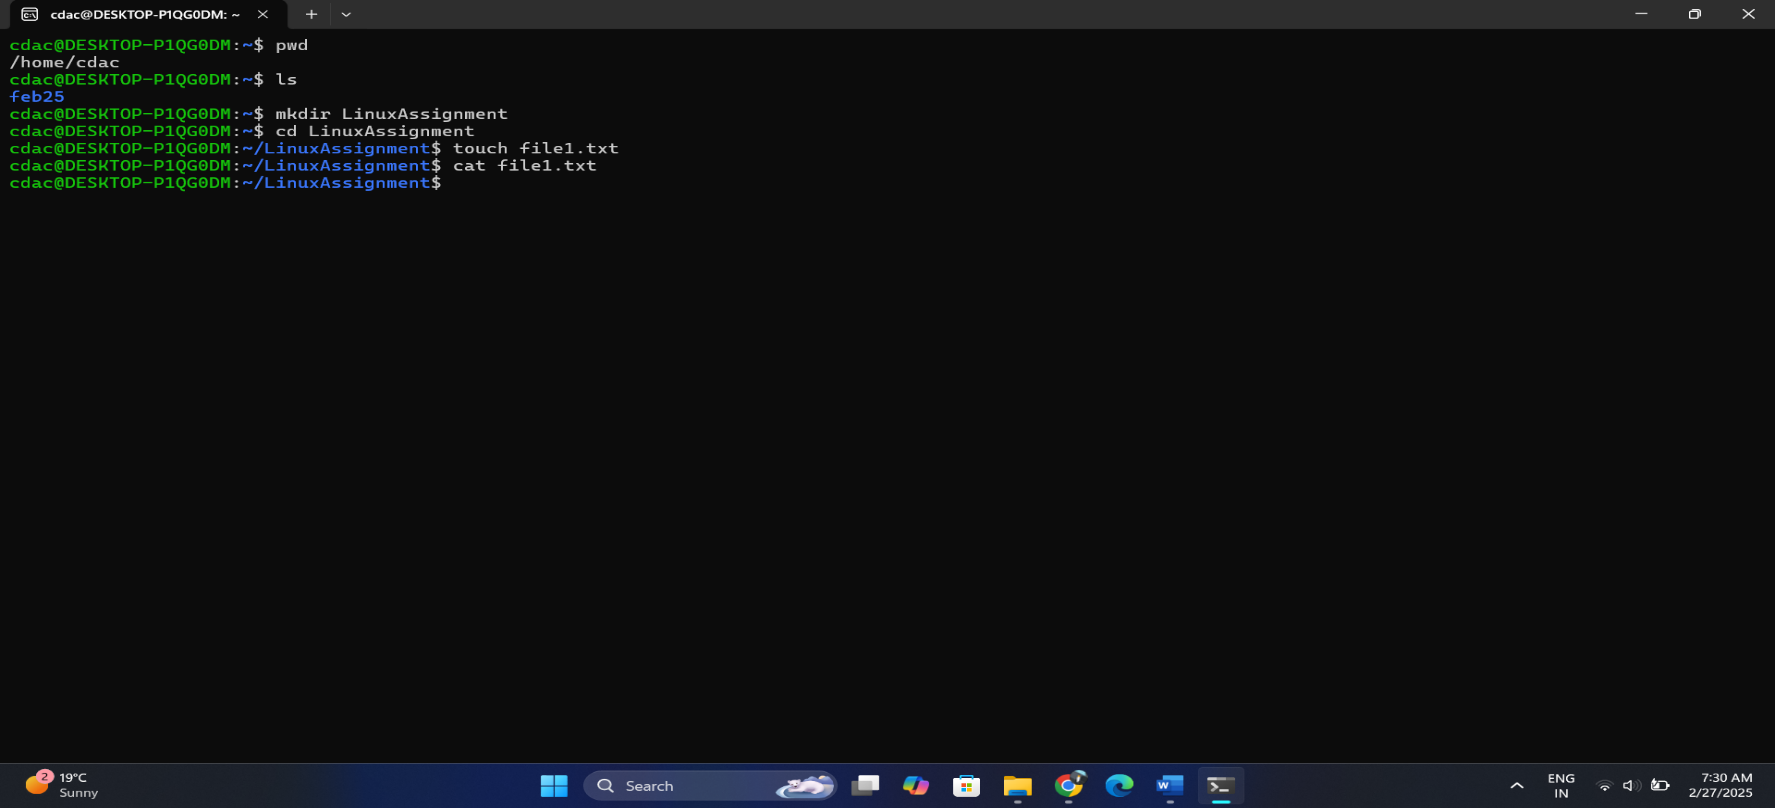 cdac@DESKTOP-P1QG0DM: ~
cdac@DESKTOP-P1QG0DM:~$ pwd
/home/cdac
cdac@DESKTOP-P1QG0DM:~$ ls
feb25
cdac@DESKTOP-P1QG0DM:~$ mkdir LinuxAssignment
cdac@DESKTOP-P1QG0DM:~$ cd LinuxAssignment
cdac@DESKTOP-P1QG0DM:~/LinuxAssignment$ touch file1.txt
cdac@DESKTOP-P1QG0DM:~/LinuxAssignment$ cat file1.txt
cdac@DESKTOP-P1QG0DM:~/LinuxAssignment$
2
19°C
Sunny
Search
ENG
IN
7:30 AM
2/27/2025